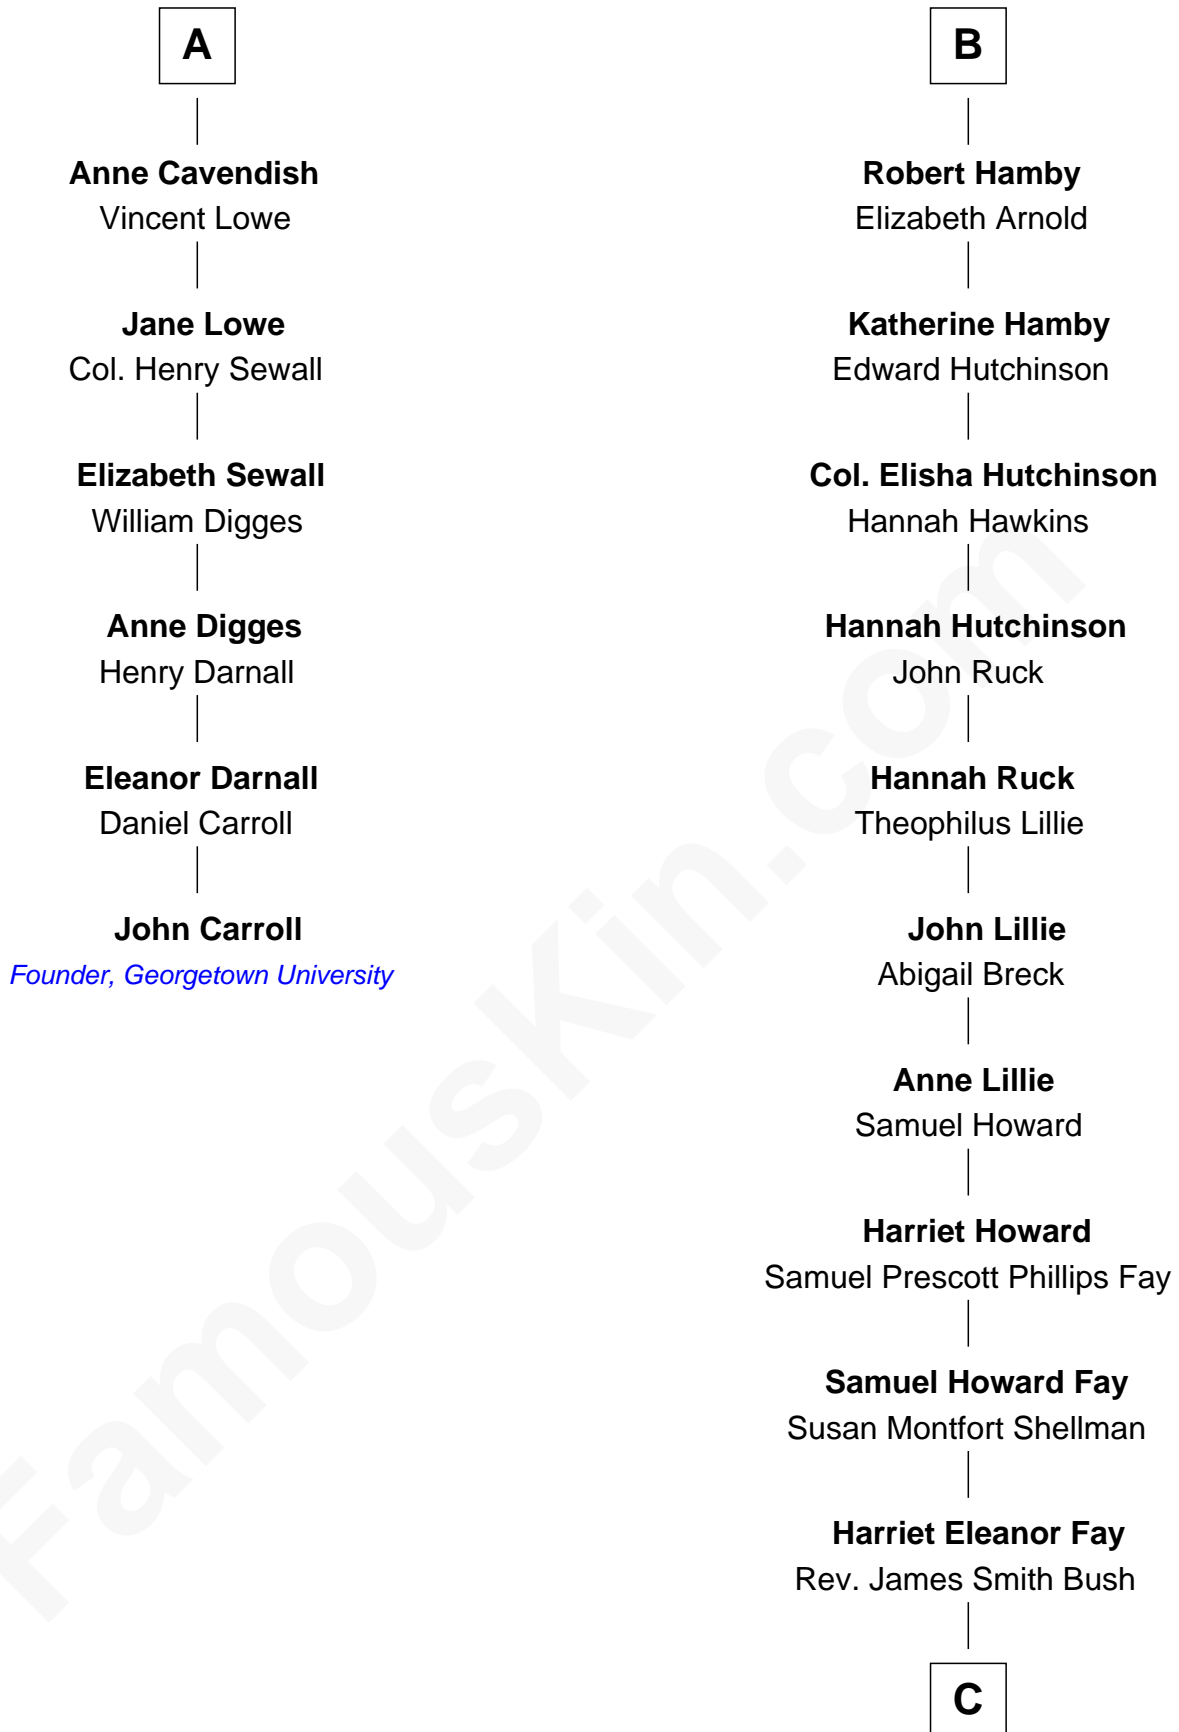 A
Anne Cavendish
Vincent Lowe
Jane Lowe
Col. Henry Sewall
Elizabeth Sewall
William Digges
Anne Digges
Henry Darnall
Eleanor Darnall
Daniel Carroll
John Carroll
Founder, Georgetown University
B
Robert Hamby
Elizabeth Arnold
Katherine Hamby
Edward Hutchinson
Col. Elisha Hutchinson
Hannah Hawkins
Hannah Hutchinson
John Ruck
Hannah Ruck
Theophilus Lillie
John Lillie
Abigail Breck
Anne Lillie
Samuel Howard
Harriet Howard
Samuel Prescott Phillips Fay
Samuel Howard Fay
Susan Montfort Shellman
Harriet Eleanor Fay
Rev. James Smith Bush
C
FamousKin.com